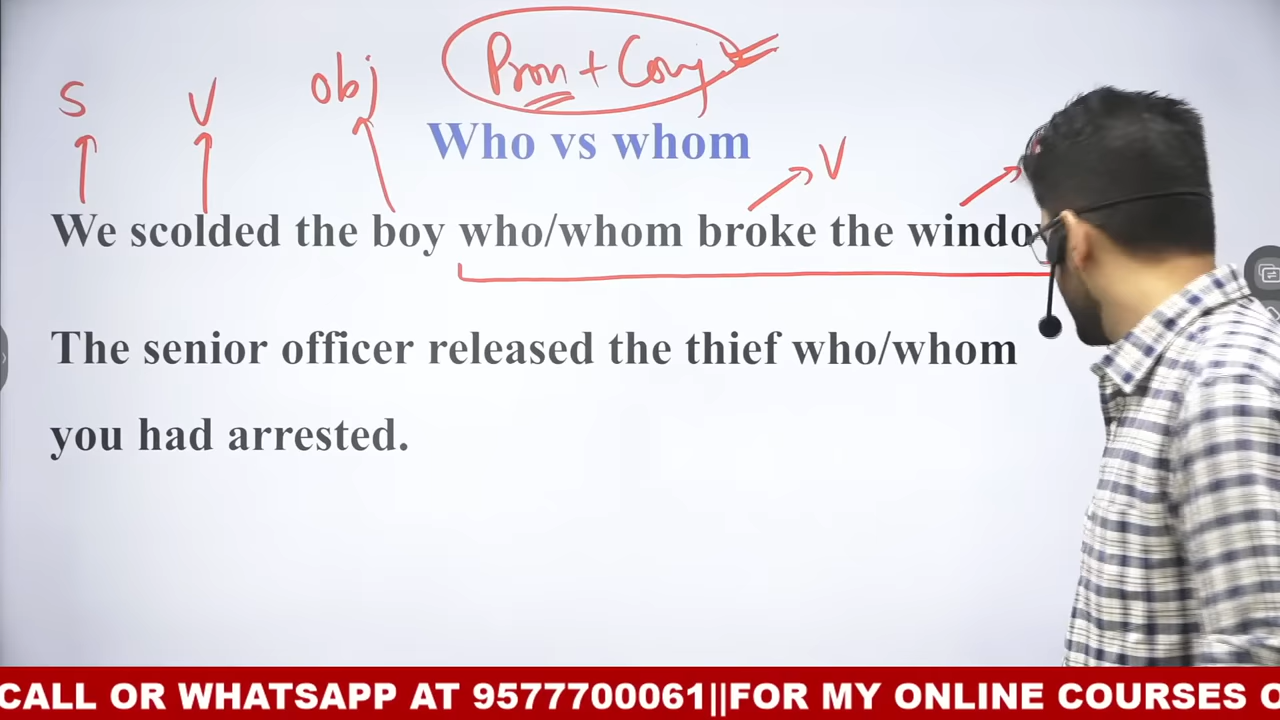 Pron + Conj
S V obj
Who vs whom
V
We scolded the boy who/whom broke the windo
The senior officer released the thief who/whom
you had arrested.
CALL OR WHATSAPP AT 9577700061||FOR MY ONLINE COURSES